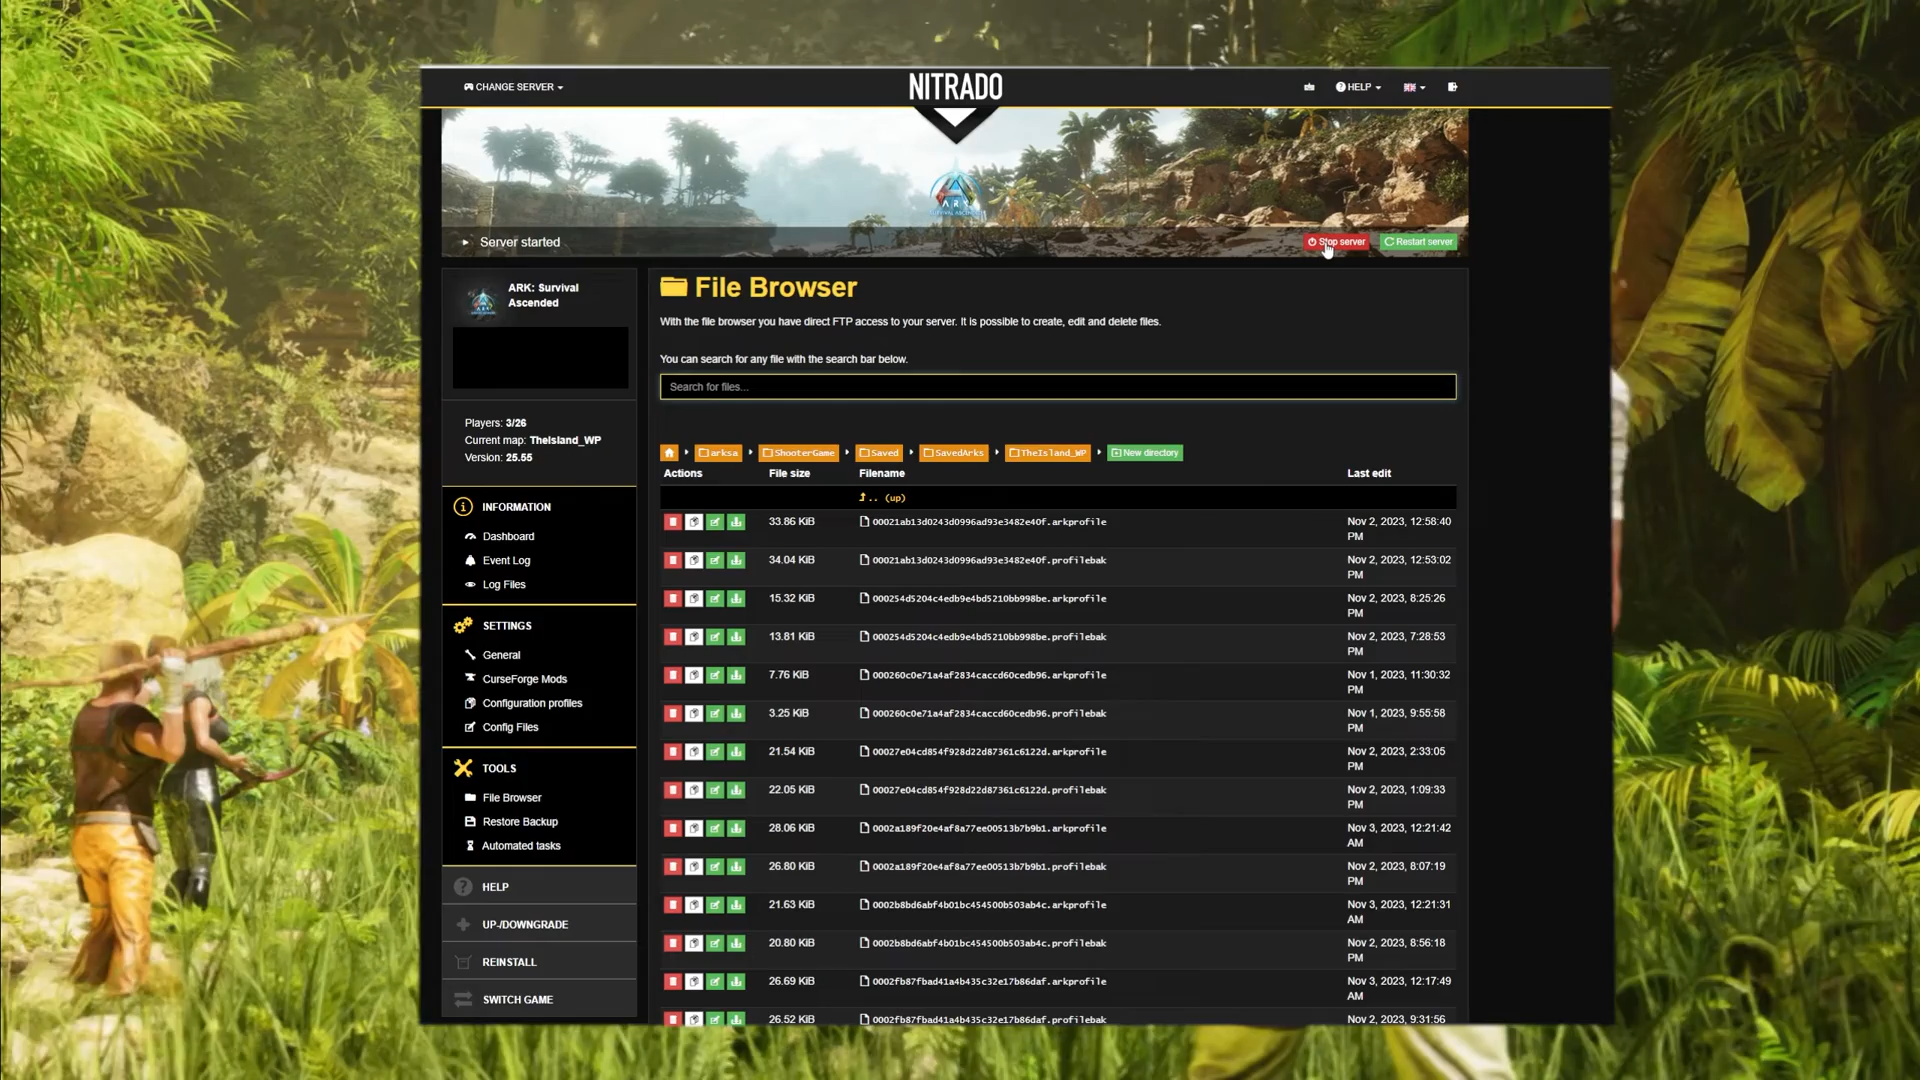 CHANGE SERVER
NITRADO
HELP
ARK
Server started
Stop server
Restart server
ARK: Survival
Ascended
Players: 3/26
Current map: TheIsland_WP
Version: 25.55
INFORMATION
Dashboard
Event Log
Log Files
SETTINGS
General
CurseForge Mods
Configuration profiles
Config Files
TOOLS
File Browser
Restore Backup
Automated tasks
HELP
UP-/DOWNGRADE
REINSTALL
SWITCH GAME
File Browser
With the file browser you have direct FTP access to your server. It is possible to create, edit and delete files.
You can search for any file with the search bar below.
Search for files...
arksa ShooterGame Saved SavedArks TheIsland_WP New directory
Actions File size Filename Last edit
.. (up)
33.86 KiB 00021ab13d0243d0996ad93e3482e40f.arkprofile Nov 2, 2023, 12:58:40
PM
34.04 KiB 00021ab13d0243d0996ad93e3482e40f.profilebak Nov 2, 2023, 12:53:02
PM
15.32 KiB 000254d5204c4edb9e4bd5210bb998be.arkprofile Nov 2, 2023, 8:25:26
PM
13.81 KiB 000254d5204c4edb9e4bd5210bb998be.profilebak Nov 2, 2023, 7:28:53
PM
7.76 KiB 000260c0e71a4af2834caccd60cedb96.arkprofile Nov 1, 2023, 11:30:32
PM
3.25 KiB 000260c0e71a4af2834caccd60cedb96.profilebak Nov 1, 2023, 9:55:58
PM
21.54 KiB 00027e04cd854f928d22d87361c6122d.arkprofile Nov 2, 2023, 2:33:05
PM
22.05 KiB 00027e04cd854f928d22d87361c6122d.profilebak Nov 2, 2023, 1:09:33
PM
28.06 KiB 0002a189f20e4af8a77ee00513b7b9b1.arkprofile Nov 3, 2023, 12:21:42
AM
26.80 KiB 0002a189f20e4af8a77ee00513b7b9b1.profilebak Nov 2, 2023, 8:07:19
PM
21.63 KiB 0002b8bd6abf4b01bc454500b503ab4c.arkprofile Nov 3, 2023, 12:21:31
AM
20.80 KiB 0002b8bd6abf4b01bc454500b503ab4c.profilebak Nov 2, 2023, 8:56:18
PM
26.69 KiB 0002fb87fbad41a4b435c32e17b86daf.arkprofile Nov 3, 2023, 12:17:49
AM
26.52 KiB 0002fb87fbad41a4b435c32e17b86daf.profilebak Nov 2, 2023, 9:31:56